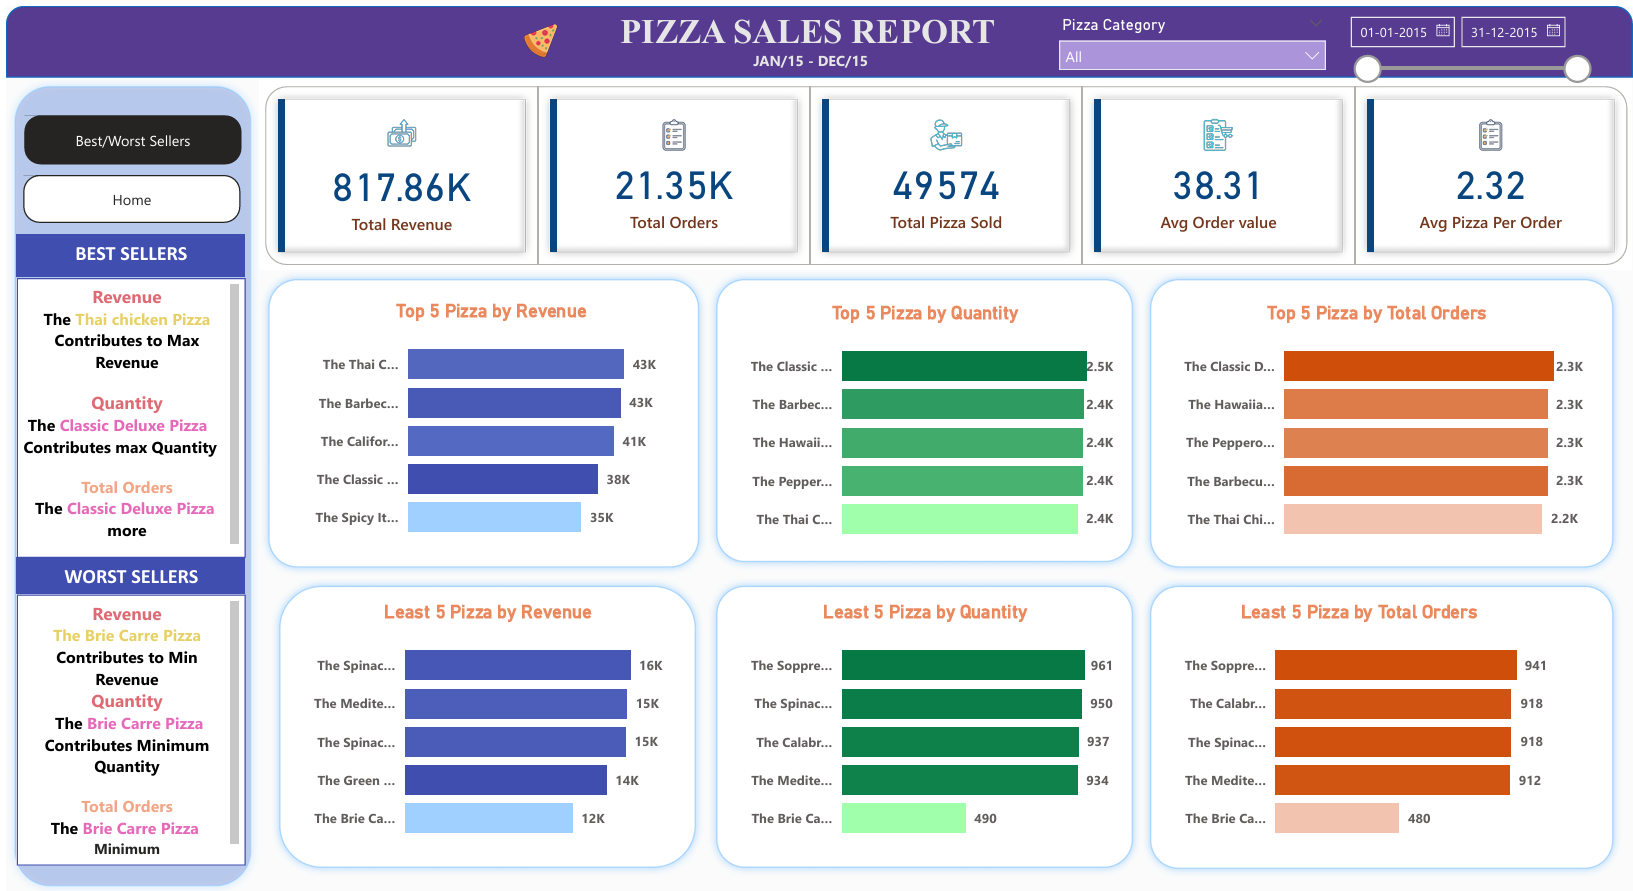 PIZZA SALES REPORT
JAN/15 - DEC/15
Pizza Category
All
01-01-2015
31-12-2015
Best/Worst Sellers
Home
BEST SELLERS
Revenue
The Thai chicken Pizza
Contributes to Max
Revenue
Quantity
The Classic Deluxe Pizza
Contributes max Quantity
Total Orders
The Classic Deluxe Pizza
more
WORST SELLERS
Revenue
The Brie Carre Pizza
Contributes to Min
Revenue
Quantity
The Brie Carre Pizza
Contributes Minimum
Quantity
Total Orders
The Brie Carre Pizza
Minimum
817.86K
Total Revenue
21.35K
Total Orders
49574
Total Pizza Sold
38.31
Avg Order value
2.32
Avg Pizza Per Order
Top 5 Pizza by Revenue
The Thai C... 43K
The Barbec... 43K
The Califor... 41K
The Classic ... 38K
The Spicy It... 35K
Top 5 Pizza by Quantity
The Classic ... 2.5K
The Barbec... 2.4K
The Hawaii... 2.4K
The Pepper... 2.4K
The Thai C... 2.4K
Top 5 Pizza by Total Orders
The Classic D... 2.3K
The Hawaiia... 2.3K
The Peppero... 2.3K
The Barbecu... 2.3K
The Thai Chi... 2.2K
Least 5 Pizza by Revenue
The Spinac... 16K
The Medite... 15K
The Spinac... 15K
The Green ... 14K
The Brie Ca... 12K
Least 5 Pizza by Quantity
The Soppre... 961
The Spinac... 950
The Calabr... 937
The Medite... 934
The Brie Ca... 490
Least 5 Pizza by Total Orders
The Soppre... 941
The Calabr... 918
The Spinac... 918
The Medite... 912
The Brie Ca... 480